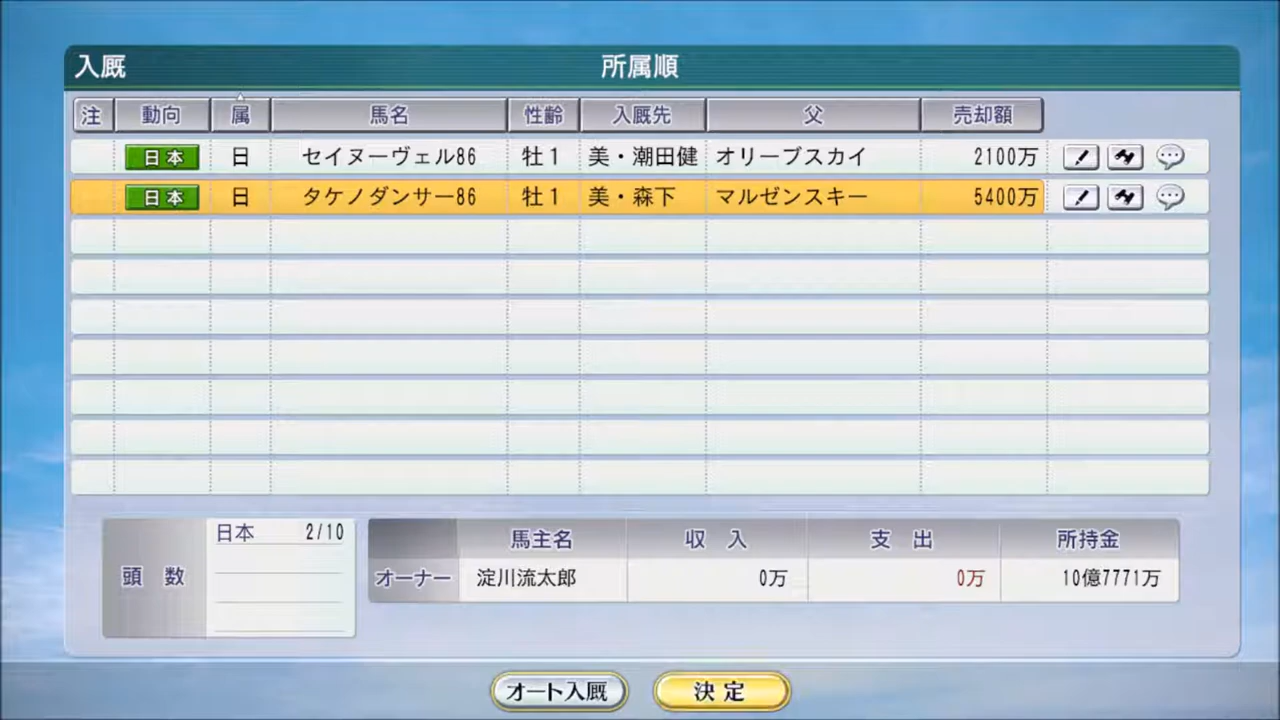 入厩 所属順
注 動向 属 馬名 性齢 入厩先 父 売却額
日本 日 セイヌーヴェル86 牡1 美・潮田健 オリーブスカイ 2100万
日本 日 タケノダンサー86 牡1 美・森下 マルゼンスキー 5400万
頭 数 日本 2/10
馬主名 収 入 支 出 所持金
オーナー 淀川流太郎 0万 0万 10億7771万
オート入厩 決定